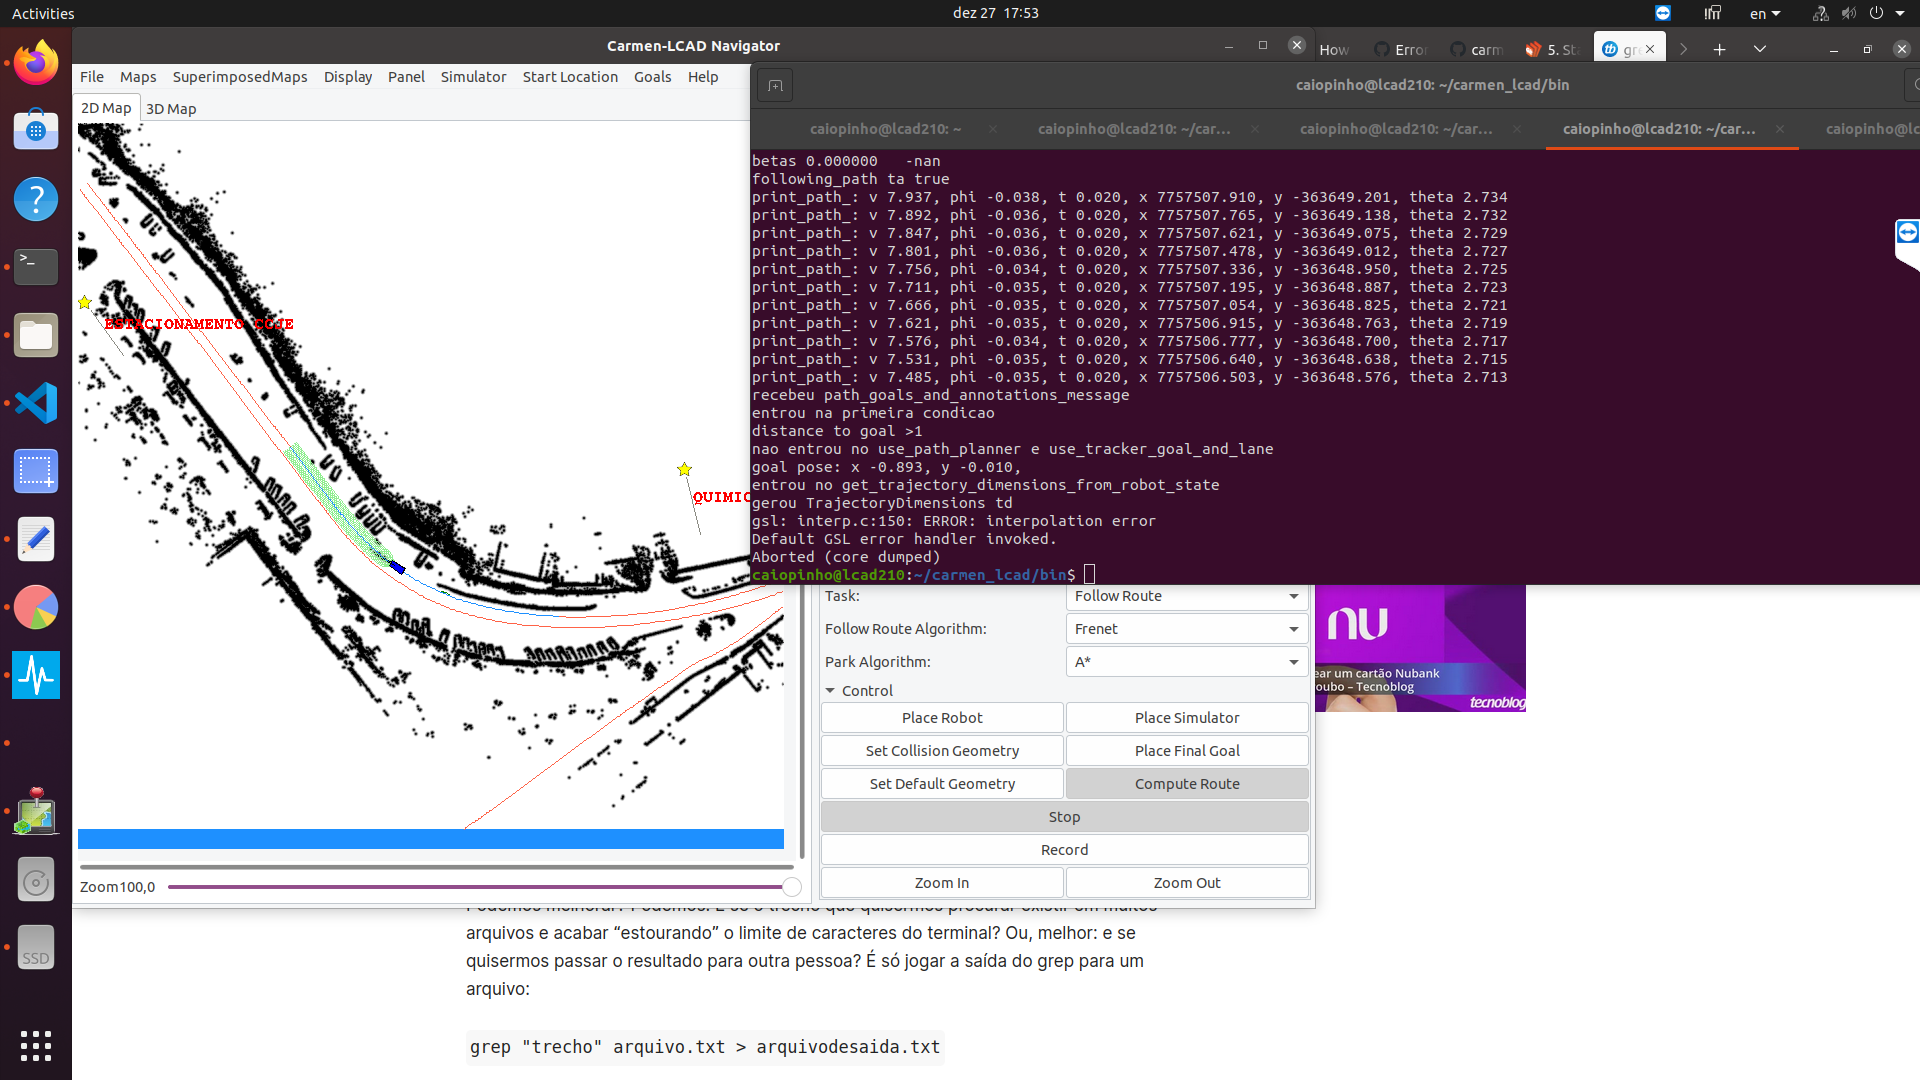 Activities
dez 27  17:53
en
Carmen-LCAD Navigator
File Maps SuperimposedMaps Display Panel Simulator Start Location Goals Help
2D Map 3D Map
ESTACIONAMENTO
QUIMIC
Zoom100,0
How
Erro
carm
5. St
gr
caiopinho@lcad210: ~/carmen_lcad/bin
caiopinho@lcad210: ~
caiopinho@lcad210: ~/car...
caiopinho@lcad210: ~/car...
caiopinho@lcad210: ~/car...
caiopinho@lc
betas 0.000000   -nan
following_path ta true
print_path_: v 7.937, phi -0.038, t 0.020, x 7757507.910, y -363649.201, theta 2.734
print_path_: v 7.892, phi -0.036, t 0.020, x 7757507.765, y -363649.138, theta 2.732
print_path_: v 7.847, phi -0.036, t 0.020, x 7757507.621, y -363649.075, theta 2.729
print_path_: v 7.801, phi -0.036, t 0.020, x 7757507.478, y -363649.012, theta 2.727
print_path_: v 7.756, phi -0.034, t 0.020, x 7757507.336, y -363648.950, theta 2.725
print_path_: v 7.711, phi -0.035, t 0.020, x 7757507.195, y -363648.887, theta 2.723
print_path_: v 7.666, phi -0.035, t 0.020, x 7757507.054, y -363648.825, theta 2.721
print_path_: v 7.621, phi -0.035, t 0.020, x 7757506.915, y -363648.763, theta 2.719
print_path_: v 7.576, phi -0.034, t 0.020, x 7757506.777, y -363648.700, theta 2.717
print_path_: v 7.531, phi -0.035, t 0.020, x 7757506.640, y -363648.638, theta 2.715
print_path_: v 7.485, phi -0.035, t 0.020, x 7757506.503, y -363648.576, theta 2.713
recebeu path_goals_and_annotations_message
entrou na primeira condicao
distance to goal >1
nao entrou no use_path_planner e use_tracker_goal_and_lane
goal pose: x -0.893, y -0.010,
entrou no get_trajectory_dimensions_from_robot_state
gerou TrajectoryDimensions td
gsl: interp.c:150: ERROR: interpolation error
Default GSL error handler invoked.
Aborted (core dumped)
caiopinho@lcad210:~/carmen_lcad/bin$
Task: Follow Route
Follow Route Algorithm: Frenet
Park Algorithm: A*
Control
Place Robot Place Simulator
Set Collision Geometry Place Final Goal
Set Default Geometry Compute Route
Stop
Record
Zoom In Zoom Out
nu
ear um cartão Nubank
oubo – Tecnoblog
tecnoblog
SSD
arquivos e acabar “estourando” o limite de caracteres do terminal? Ou, melhor: e se
quisermos passar o resultado para outra pessoa? É só jogar a saída do grep para um
arquivo:
grep "trecho" arquivo.txt > arquivodesaida.txt